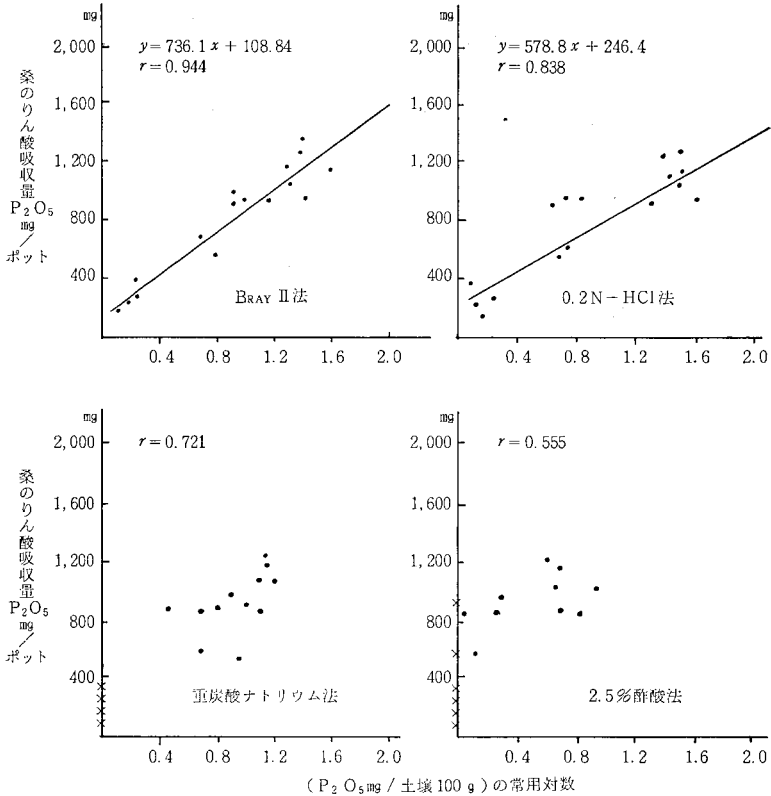 mg
2,000
1,600
1,200
800
400
桑のりん酸吸収量
P₂O₅
mg
/
ポット
y=736.1x+108.84
r=0.944
BRAY Ⅱ法
0.4 0.8 1.2 1.6 2.0
mg
2,000
1,600
1,200
800
400
y=578.8x+246.4
r=0.838
0.2N-HCl法
0.4 0.8 1.2 1.6 2.0
mg
2,000
1,600
1,200
800
400
桑のりん酸吸収量
P₂O₅
mg
/
ポット
r=0.721
重炭酸ナトリウム法
0.4 0.8 1.2 1.6 2.0
mg
2,000
1,600
1,200
800
400
r=0.555
2.5%酢酸法
0.4 0.8 1.2 1.6 2.0
(P₂O₅mg/土壌100g)の常用対数